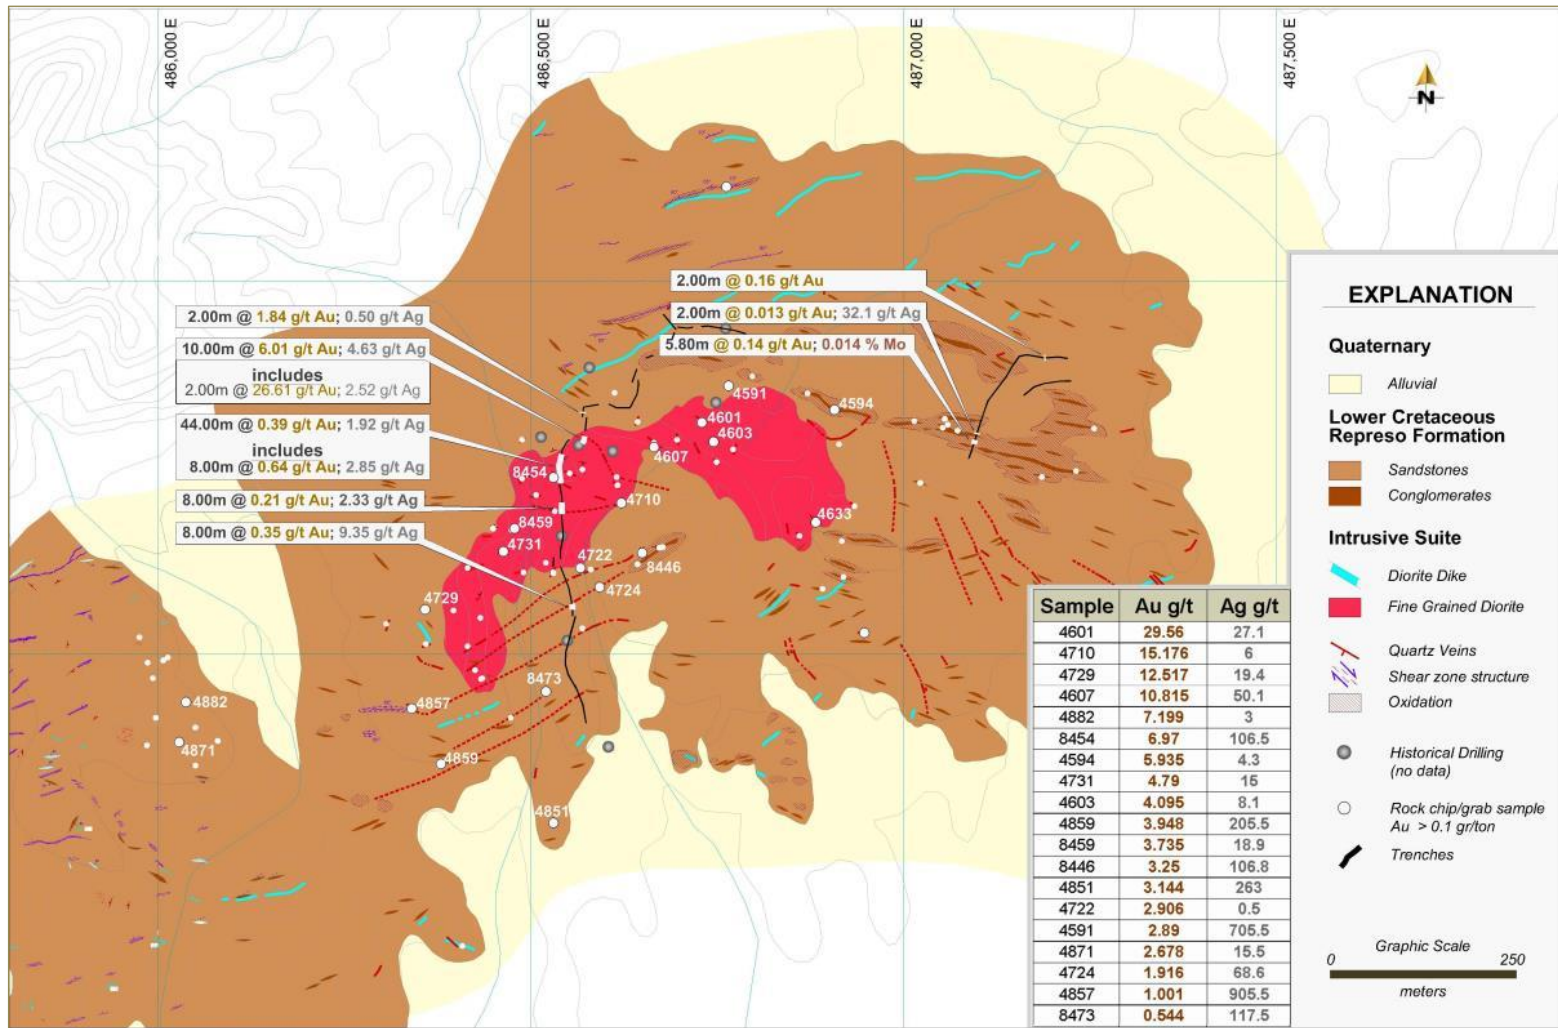 486,000 E
486,500 E
487,000 E
487,500 E
N
2.00m @ 0.16 g/t Au
2.00m @ 0.013 g/t Au; 32.1 g/t Ag
5.80m @ 0.14 g/t Au; 0.014 % Mo
2.00m @ 1.84 g/t Au; 0.50 g/t Ag
10.00m @ 6.01 g/t Au; 4.63 g/t Ag
includes
2.00m @ 26.61 g/t Au; 2.52 g/t Ag
44.00m @ 0.39 g/t Au; 1.92 g/t Ag
includes
8.00m @ 0.64 g/t Au; 2.85 g/t Ag
8.00m @ 0.21 g/t Au; 2.33 g/t Ag
8.00m @ 0.35 g/t Au; 9.35 g/t Ag
4591
4594
4601
4603
4607
8454
4710
4633
8459
4731
4722
8446
4724
4729
8473
4857
4882
4871
4859
4851
Sample Au g/t Ag g/t
4601 29.56 27.1
4710 15.176 6
4729 12.517 19.4
4607 10.815 50.1
4882 7.199 3
8454 6.97 106.5
4594 5.935 4.3
4731 4.79 15
4603 4.095 8.1
4859 3.948 205.5
8459 3.735 18.9
8446 3.25 106.8
4851 3.144 263
4722 2.906 0.5
4591 2.89 705.5
4871 2.678 15.5
4724 1.916 68.6
4857 1.001 905.5
8473 0.544 117.5
EXPLANATION
Quaternary
Alluvial
Lower Cretaceous
Represo Formation
Sandstones
Conglomerates
Intrusive Suite
Diorite Dike
Fine Grained Diorite
Quartz Veins
Shear zone structure
Oxidation
Historical Drilling
(no data)
Rock chip/grab sample
Au > 0.1 gr/ton
Trenches
Graphic Scale
0 250
meters